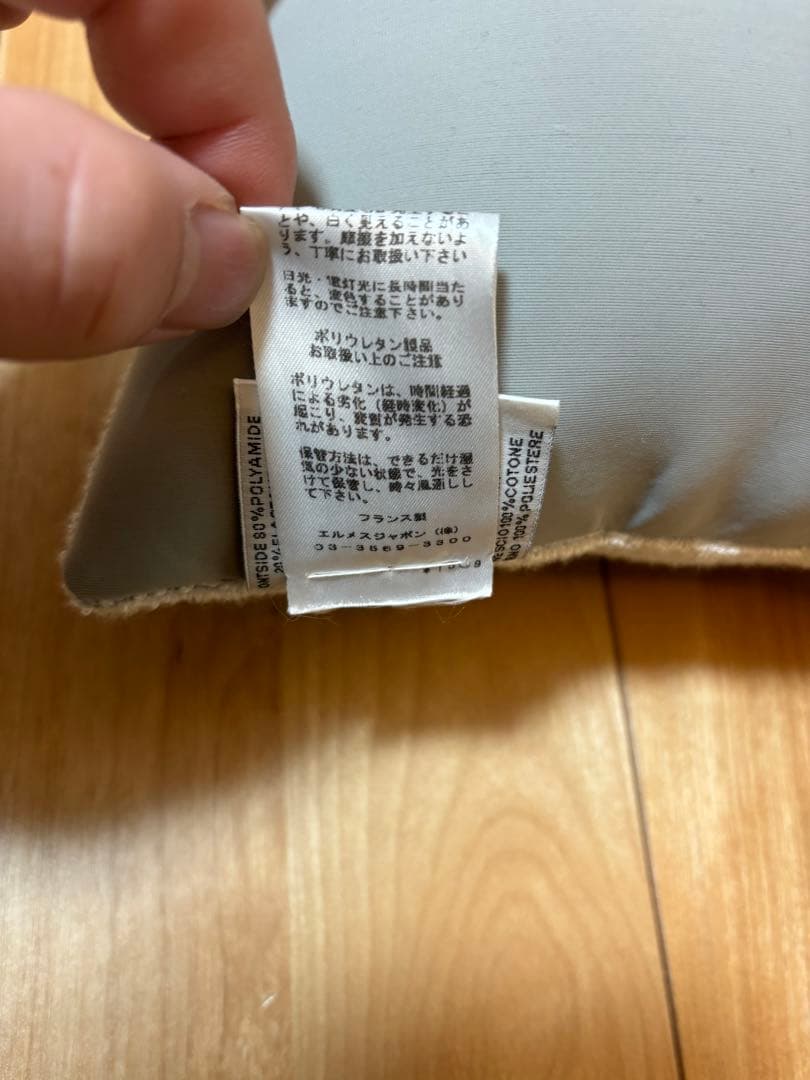 とや、白く見えることがあ
ります。摩擦を加えないよ
う、丁寧にお取扱い下さい
日光・電灯光に長時間当た
ると、変色することがあり
ますのでご注意下さい。
ポリウレタン製品
お取扱い上のご注意
ポリウレタンは、時間経過
による劣化(経時変化)が
起こり、変質が発生する恐
れがあります。
保管方法は、できるだけ湿
気の少ない状態で、光をさ
けて保管し、時々風通しし
て下さい。
フランス製
エルメスジャポン(株)
03-3569-3300
ONTSIDE 80%POLYAMIDE
100%COTONE
100%POLIESTERE